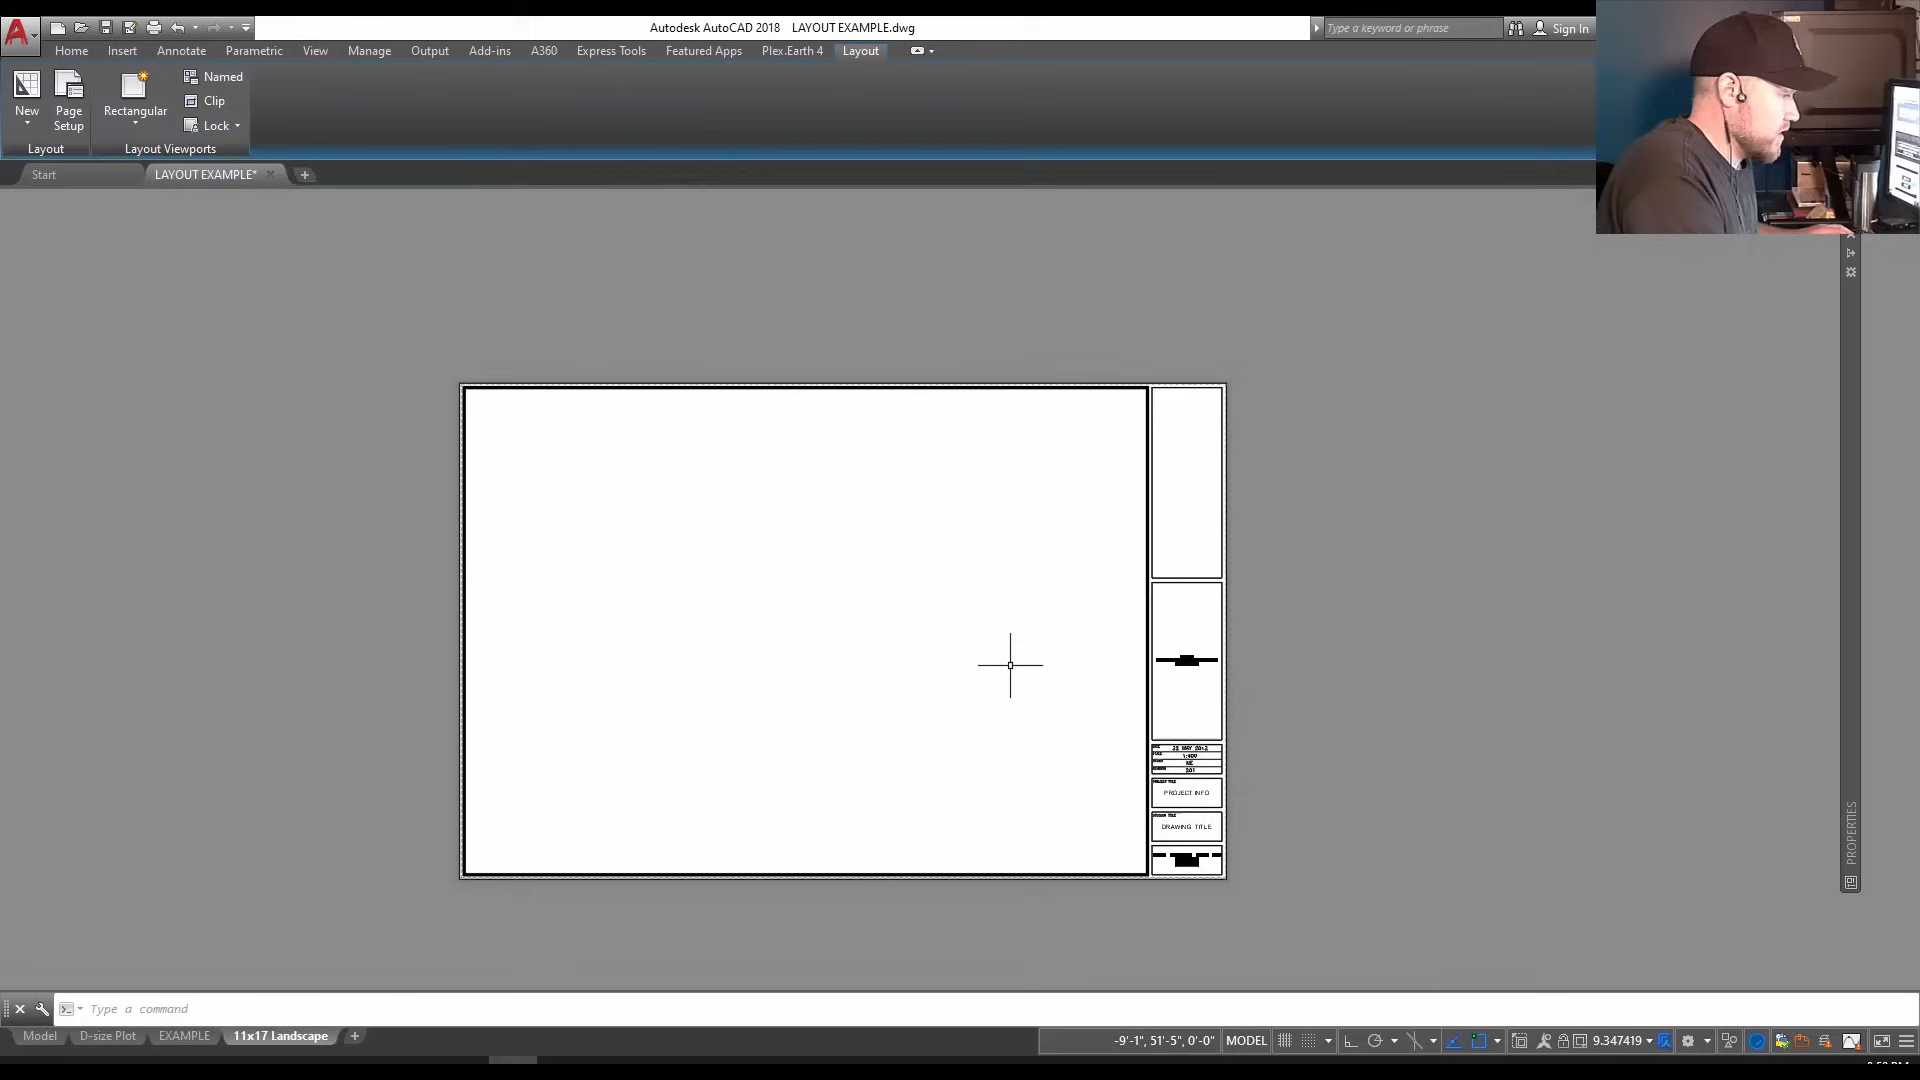 Autodesk AutoCAD 2018 LAYOUT EXAMPLE.dwg
Type a keyword or phrase
Sign In
Home Insert Annotate Parametric View Manage Output Add-ins A360 Express Tools Featured Apps Plex.Earth 4 Layout
New
Page
Setup
Rectangular
Named
Clip
Lock
Layout
Layout Viewports
Start
LAYOUT EXAMPLE*
PROJECT TITLE
PROJECT INFO
DRAWING TITLE
PROPERTIES
Type a command
Model D-size Plot EXAMPLE 11x17 Landscape
-9'-1", 51'-5", 0'-0" MODEL 9.347419